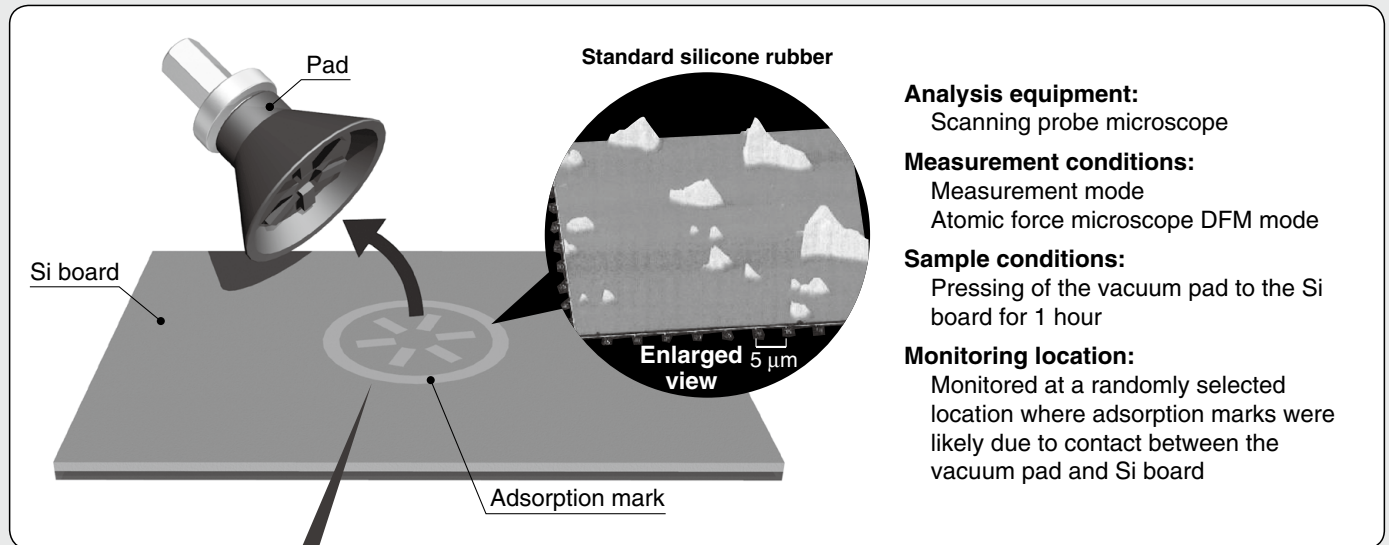 Pad
Standard silicone rubber
Si board
Enlarged
view
5 μm
Adsorption mark
Analysis equipment:
Scanning probe microscope
Measurement conditions:
Measurement mode
Atomic force microscope DFM mode
Sample conditions:
Pressing of the vacuum pad to the Si
board for 1 hour
Monitoring location:
Monitored at a randomly selected
location where adsorption marks were
likely due to contact between the
vacuum pad and Si board